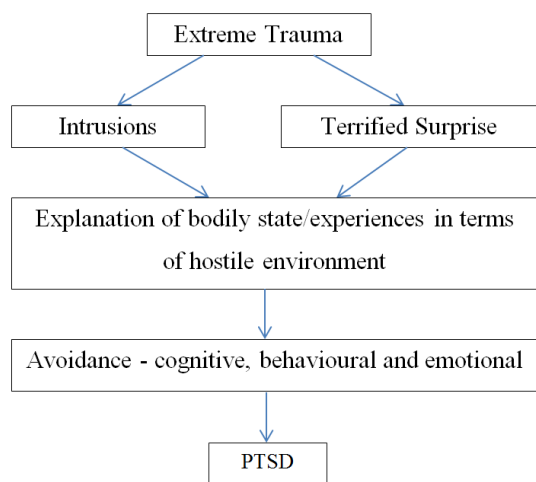 Extreme Trauma
Intrusions
Terrified Surprise
Explanation of bodily state/experiences in terms
of hostile environment
Avoidance - cognitive, behavioural and emotional
PTSD